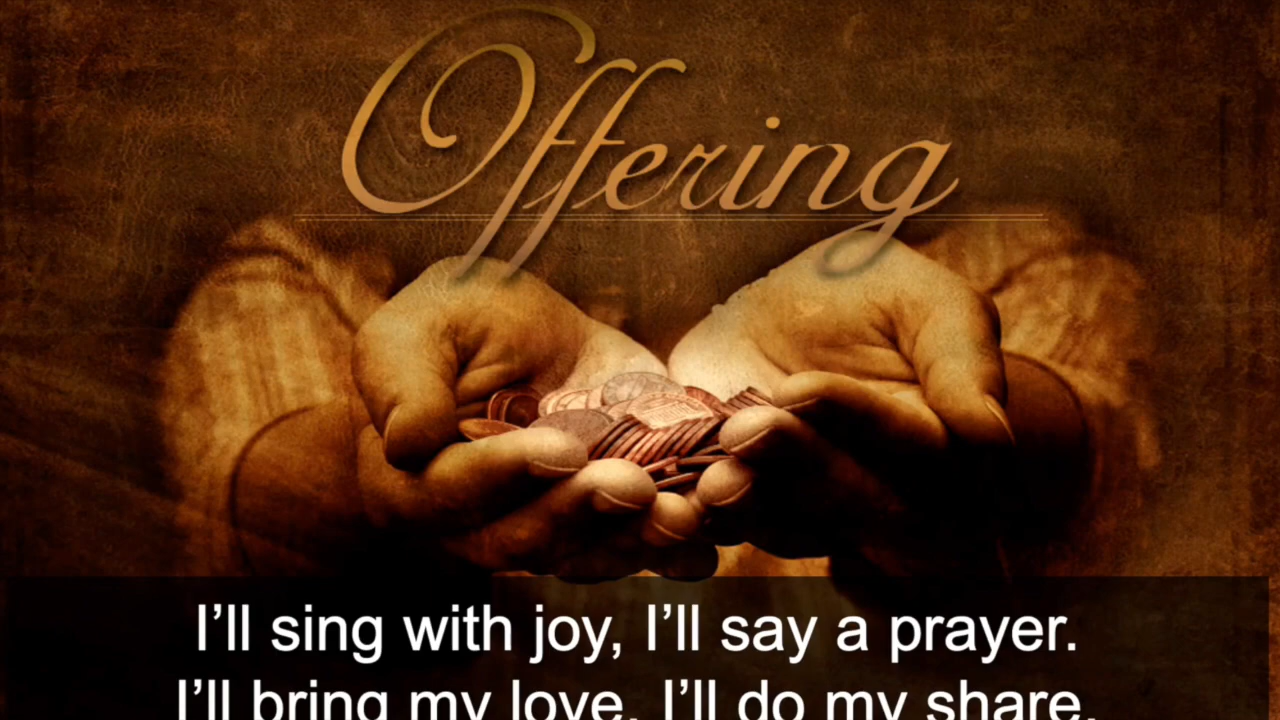 Offering
I’ll sing with joy, I’ll say a prayer.
I’ll bring my love, I’ll do my share.